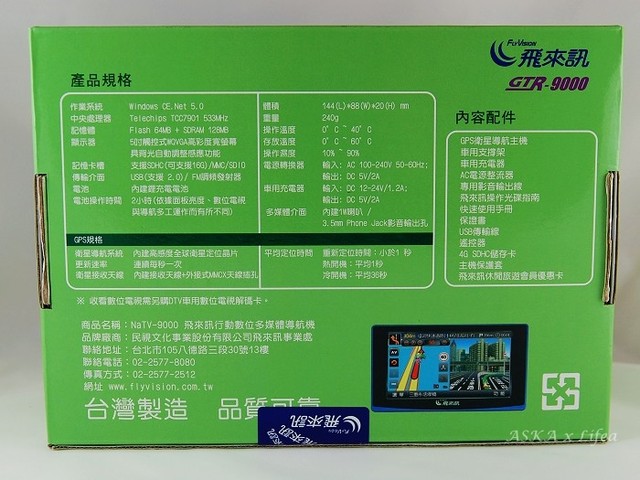 FLYVISION
飛來訊
GTR-9000
產品規格
作業系統 Windows CE.Net 5.0
中央處理器 Telechips TCC7901 533MHz
記憶體 Flash 64MB + SDRAM 128MB
顯示器 5吋觸控式WQVGA高彩度寬螢幕
具背光自動調整感應功能
記憶卡槽 支援SDHC(可支援16G)/MMC/SDIO
傳輸介面 USB(支援 2.0) / FM調頻發射器
電池 內建鋰充電電池
電池操作時間 2小時(依據面板亮度、數位電視
與導航多工運作而有所不同)
體積 144(L)*88(W)*20(H) mm
重量 240g
操作溫度 0°C ~ 40°C
存放溫度 0°C ~ 60°C
操作濕度 10% ~ 90%
電源轉換器 輸入: AC 100-240V 50-60Hz;
輸出: DC 5V/2A
車用充電器 輸入: DC 12-24V/1.2A;
輸出: DC 5V/2A
多媒體介面 內建1W喇叭 /
3.5mm Phone Jack影音輸出孔
GPS規格
衛星導航系統 內建高感度全球衛星定位晶片
更新速率 連續每秒一次
衛星接收天線 內建接收天線+外接式MMCX天線插孔
平均定位時間 重新定位時間:小於1 秒
熱開機:平均1秒
冷開機:平均36秒
內容配件
GPS衛星導航主機
車用支撐架
車用充電器
AC電源整流器
專用影音輸出線
飛來訊操作光碟指南
快速使用手冊
保證書
USB傳輸線
遙控器
4G SDHC儲存卡
主機保護套
飛來訊休閒旅遊會員優惠卡
※ 收看數位電視需另購DTV車用數位電視解碼卡。
商品名稱:NaTV-9000 飛來訊行動數位多媒體導航機
品牌廠商:民視文化事業股份有限公司飛來訊事業處
聯絡地址:台北市105八德路三段30號13樓
聯絡電話:02-2577-8080
傳真方式:02-2577-2512
網址 www.flyvision.com.tw
台灣製造 品質可靠
飛來訊
飛來訊
ASKA x Lifea